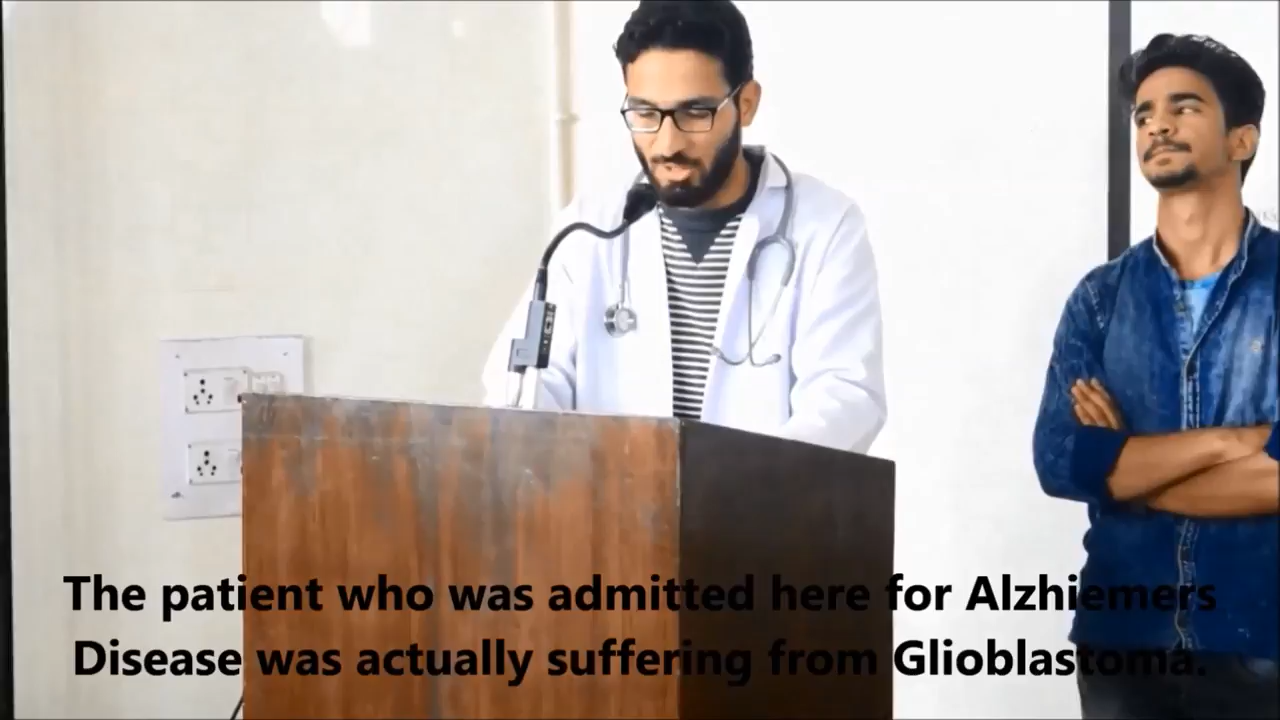 The patient who was admitted here for Alzhiemers
Disease was actually suffering from Glioblastoma.